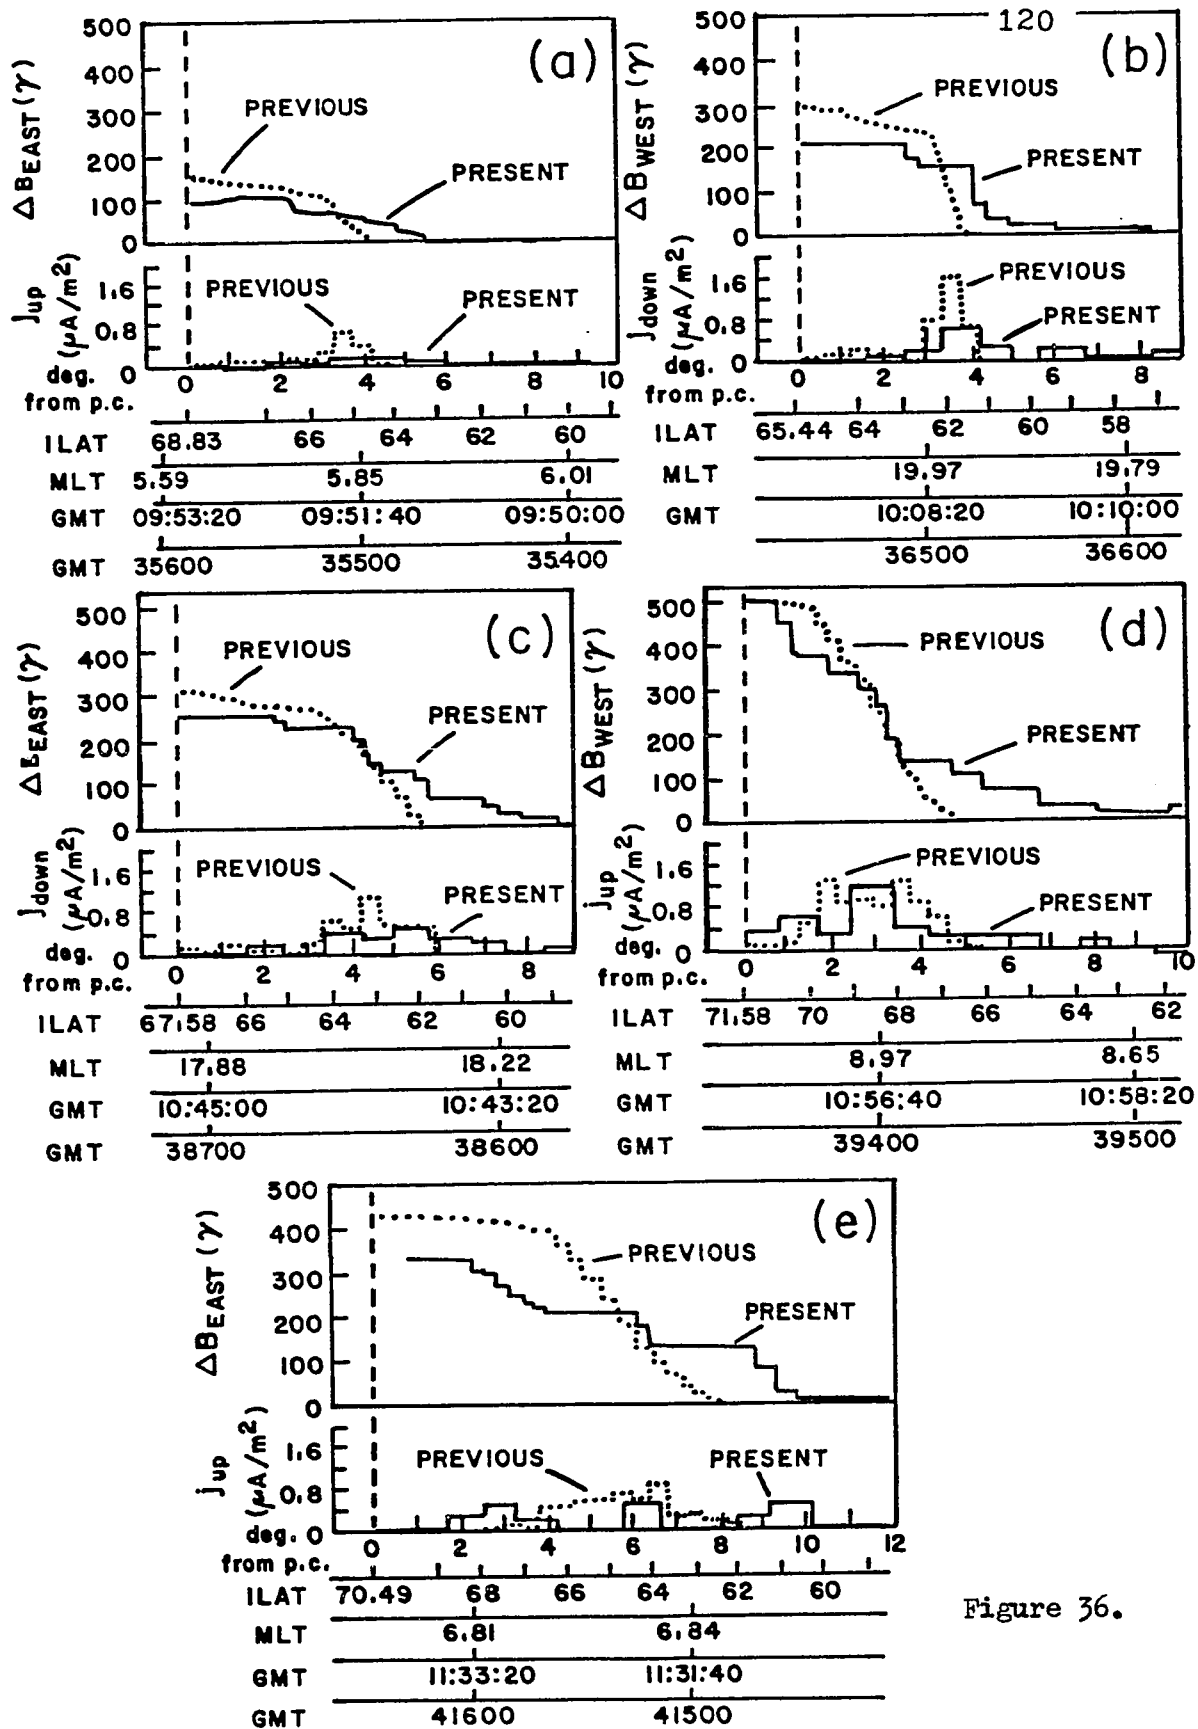 120
(a)
500
400
300
200
100
0
Δ B EAST (γ)
PREVIOUS
PRESENT
1.6
0.8
0
j up (μA/m²)
PREVIOUS
PRESENT
deg. from p.c.
0 2 4 6 8 10
ILAT 68.83 66 64 62 60
MLT 5.59 5.85 6.01
GMT 09:53:20 09:51:40 09:50:00
GMT 35600 35500 35400
(b)
500
400
300
200
100
0
Δ B WEST (γ)
PREVIOUS
PRESENT
1.6
0.8
0
j down (μA/m²)
PREVIOUS
PRESENT
deg. from p.c.
0 2 4 6 8
ILAT 65.44 64 62 60 58
MLT 19.97 19.79
GMT 10:08:20 10:10:00
GMT 36500 36600
(c)
500
400
300
200
100
0
Δ B EAST (γ)
PREVIOUS
PRESENT
1.6
0.8
0
j down (μA/m²)
PREVIOUS
PRESENT
deg. from p.c.
0 2 4 6 8
ILAT 67.58 66 64 62 60
MLT 17.88 18.22
GMT 10:45:00 10:43:20
GMT 38700 38600
(d)
500
400
300
200
100
0
Δ B WEST (γ)
PREVIOUS
PRESENT
1.6
0.8
0
j up (μA/m²)
PREVIOUS
PRESENT
deg. from p.c.
0 2 4 6 8 10
ILAT 71.58 70 68 66 64 62
MLT 8.97 8.65
GMT 10:56:40 10:58:20
GMT 39400 39500
(e)
500
400
300
200
100
0
Δ B EAST (γ)
PREVIOUS
PRESENT
1.6
0.8
0
j up (μA/m²)
PREVIOUS
PRESENT
deg. from p.c.
0 2 4 6 8 10 12
ILAT 70.49 68 66 64 62 60
MLT 6.81 6.84
GMT 11:33:20 11:31:40
GMT 41600 41500
Figure 36.